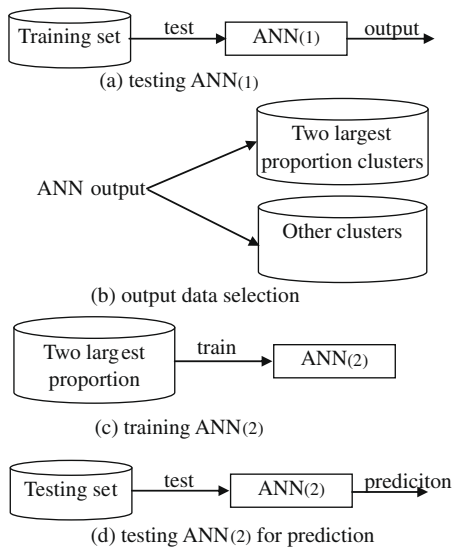 Training set
test
ANN(1)
output
(a) testing ANN(1)
ANN output
Two largest
proportion clusters
Other clusters
(b) output data selection
Two largest
proportion
train
ANN(2)
(c) training ANN(2)
Testing set
test
ANN(2)
prediciton
(d) testing ANN(2) for prediction